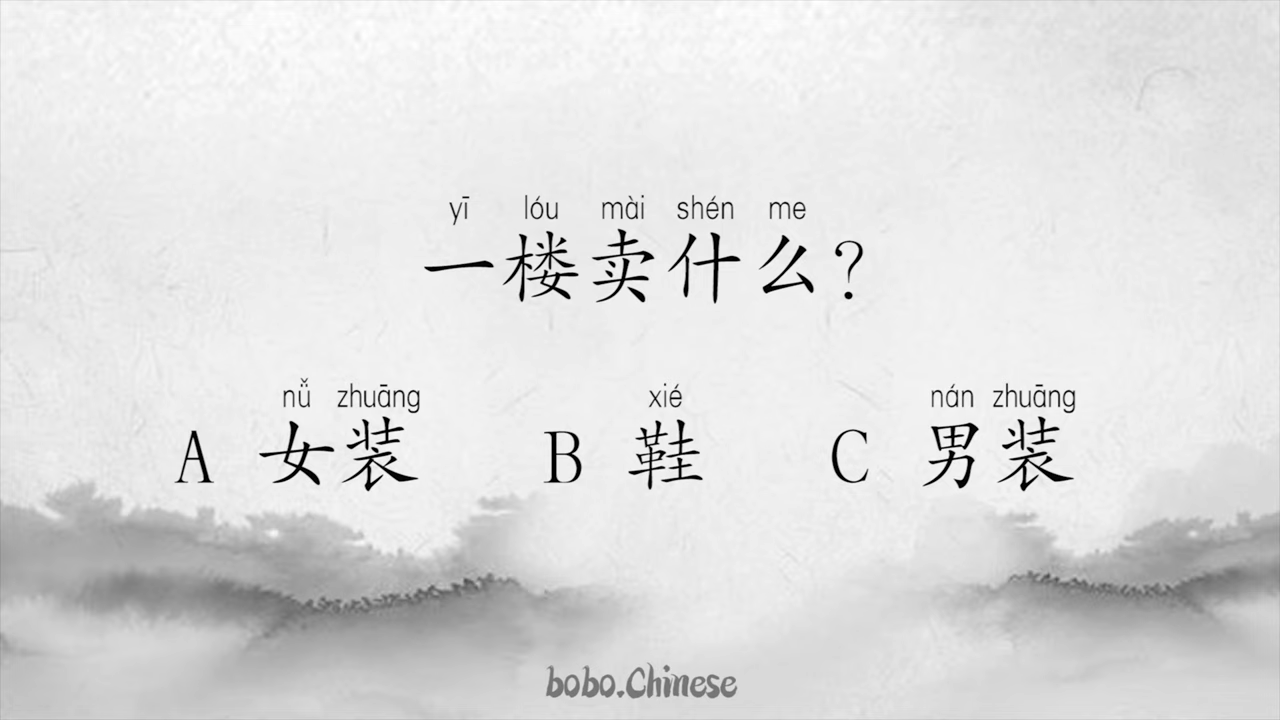 yī lóu mài shén me
一楼卖什么？
nǚ zhuāng xié nán zhuāng
A 女装 B 鞋 C 男装
bobo.Chinese